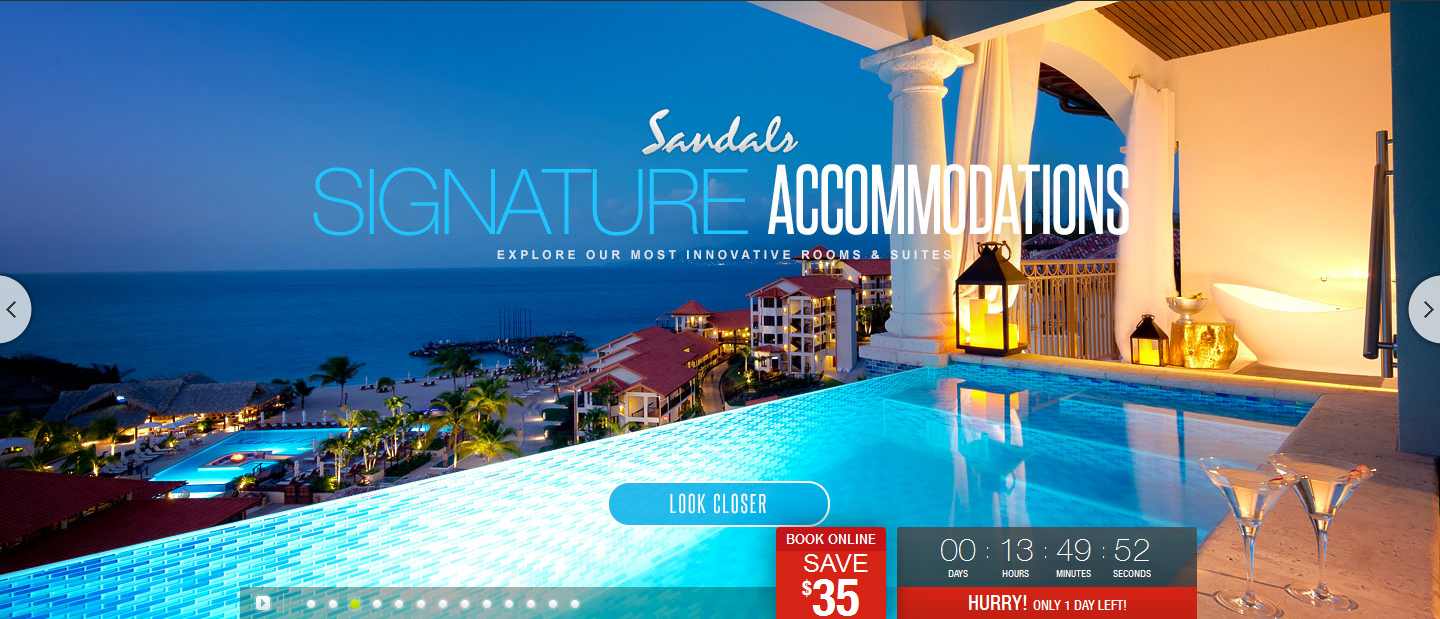 Sandals
SIGNATURE ACCOMMODATIONS
EXPLORE OUR MOST INNOVATIVE ROOMS & SUITES
LOOK CLOSER
BOOK ONLINE
SAVE
$35
00 : 13 : 49 : 52
DAYS HOURS MINUTES SECONDS
HURRY! ONLY 1 DAY LEFT!